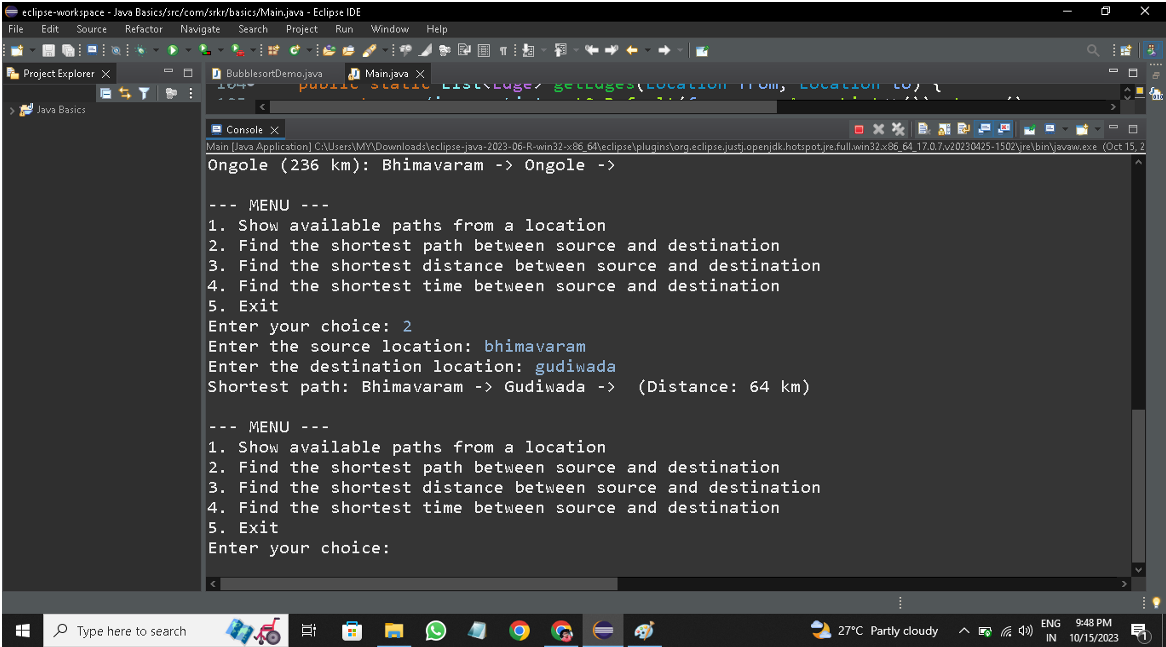 eclipse-workspace - Java Basics/src/com/srkr/basics/Main.java - Eclipse IDE
File Edit Source Refactor Navigate Search Project Run Window Help
Project Explorer
BubblesortDemo.java Main.java
Java Basics
public static List<Edge> getEdges(Location from, Location to) {
Console
Main [Java Application] C:\Users\MY\Downloads\eclipse-java-2023-06-R-win32-x86_64\eclipse\plugins\org.eclipse.justj.openjdk.hotspot.jre.full.win32.x86_64_17.0.7.v20230425-1502\jre\bin\javaw.exe (Oct 15, 2
Ongole (236 km): Bhimavaram -> Ongole ->
--- MENU ---
1. Show available paths from a location
2. Find the shortest path between source and destination
3. Find the shortest distance between source and destination
4. Find the shortest time between source and destination
5. Exit
Enter your choice: 2
Enter the source location: bhimavaram
Enter the destination location: gudiwada
Shortest path: Bhimavaram -> Gudiwada -> (Distance: 64 km)
--- MENU ---
1. Show available paths from a location
2. Find the shortest path between source and destination
3. Find the shortest distance between source and destination
4. Find the shortest time between source and destination
5. Exit
Enter your choice:
Type here to search
27°C Partly cloudy
ENG
IN
9:48 PM
10/15/2023
1